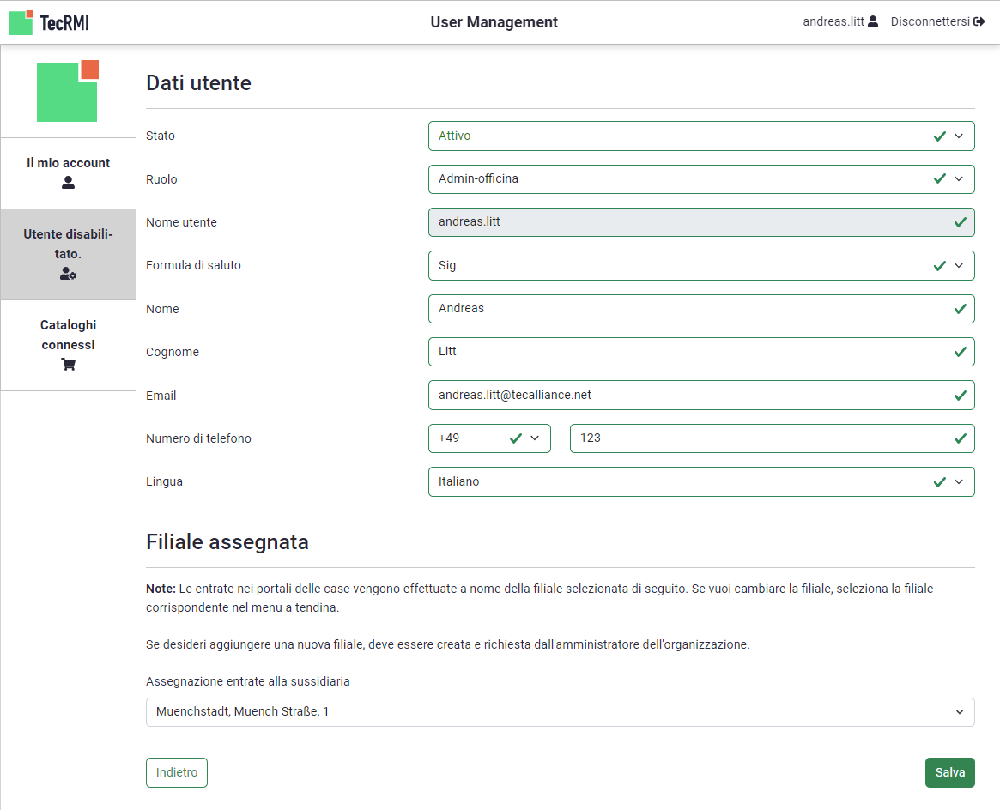 TecRMI
User Management
andreas.litt
Disconnettersi
Il mio account
Utente disabili-
tato.
Cataloghi
connessi
Dati utente
Stato
Attivo
Ruolo
Admin-officina
Nome utente
andreas.litt
Formula di saluto
Sig.
Nome
Andreas
Cognome
Litt
Email
andreas.litt@tecalliance.net
Numero di telefono
+49
123
Lingua
Italiano
Filiale assegnata
Note: Le entrate nei portali delle case vengono effettuate a nome della filiale selezionata di seguito. Se vuoi cambiare la filiale, seleziona la filiale
corrispondente nel menu a tendina.
Se desideri aggiungere una nuova filiale, deve essere creata e richiesta dall'amministratore dell'organizzazione.
Assegnazione entrate alla sussidiaria
Muenchstadt, Muench Straße, 1
Indietro
Salva